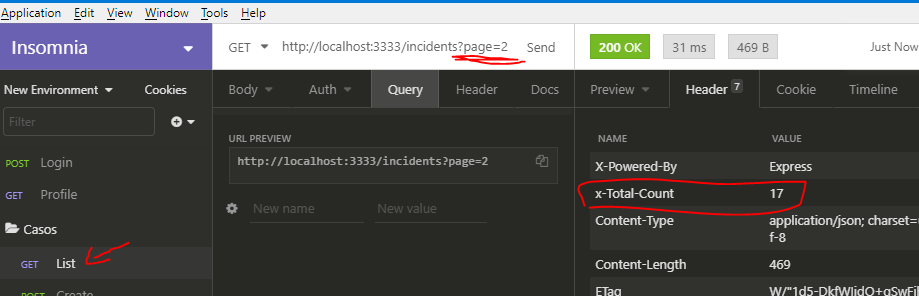 Application Edit View Window Tools Help
Insomnia
GET http://localhost:3333/incidents?page=2 Send
200 OK 31 ms 469 B Just Now
New Environment Cookies
Body Auth Query Header Docs
Preview Header 7 Cookie Timeline
Filter
URL PREVIEW
http://localhost:3333/incidents?page=2
NAME VALUE
X-Powered-By Express
x-Total-Count 17
Content-Type application/json; charset=
f-8
Content-Length 469
POST Login
GET Profile
New name New value
Casos
GET List
POST Create
ETag W/"1d5-DkfWIidO+gSwFi